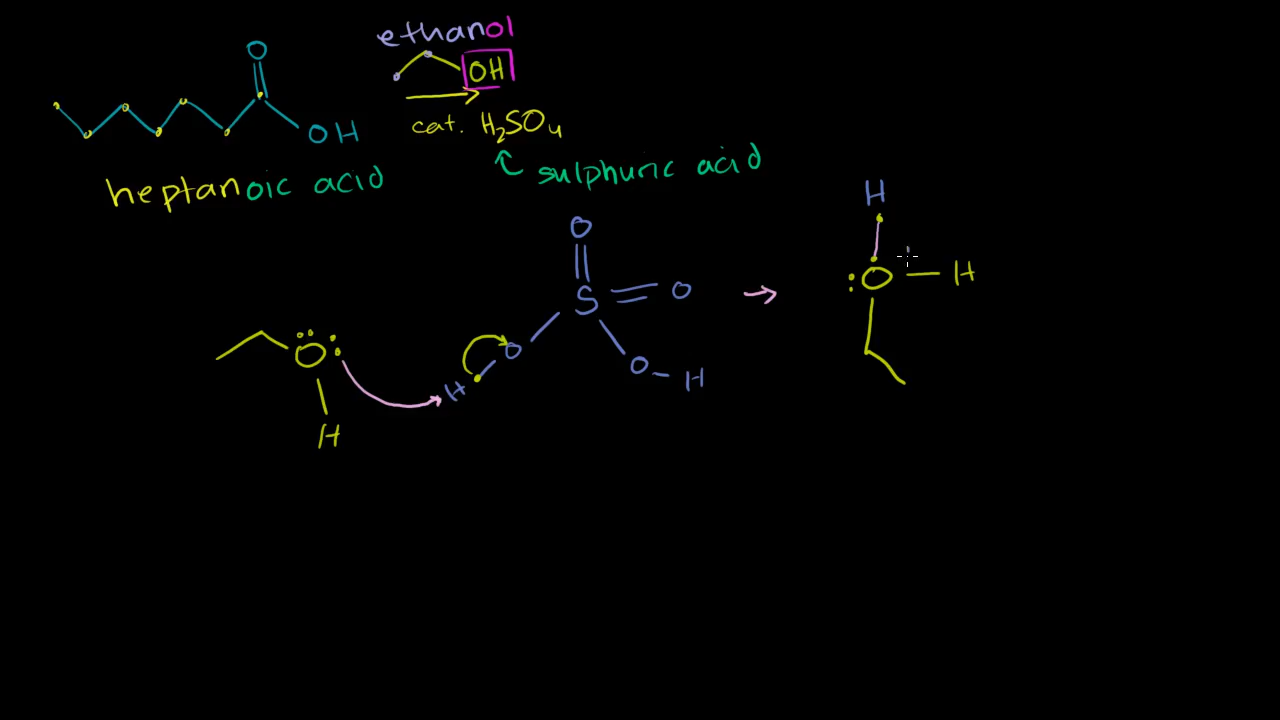 ethanol
O
OH
OH
cat. H₂SO₄
heptanoic acid
sulphuric acid
H
O
S
O
O
H
O
O
H
O
H
H